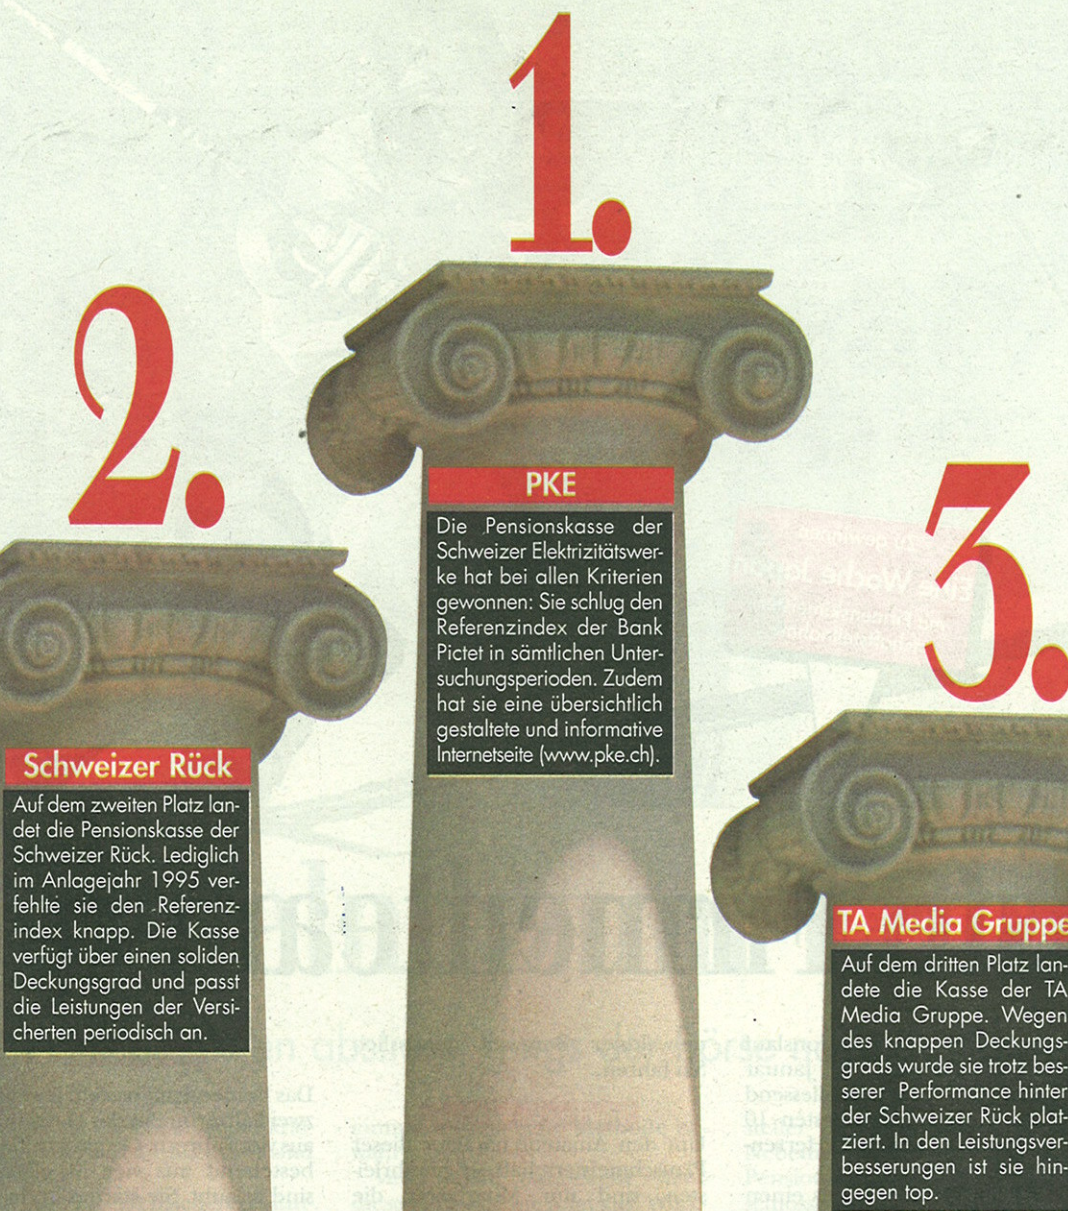 1.
PKE
Die Pensionskasse der
Schweizer Elektrizitätswer-
ke hat bei allen Kriterien
gewonnen: Sie schlug den
Referenzindex der Bank
Pictet in sämtlichen Unter-
suchungsperioden. Zudem
hat sie eine übersichtlich
gestaltete und informative
Internetseite (www.pke.ch).
2.
Schweizer Rück
Auf dem zweiten Platz lan-
det die Pensionskasse der
Schweizer Rück. Lediglich
im Anlagejahr 1995 ver-
fehlte sie den Referenz-
index knapp. Die Kasse
verfügt über einen soliden
Deckungsgrad und passt
die Leistungen der Versi-
cherten periodisch an.
3.
TA Media Gruppe
Auf dem dritten Platz lan-
dete die Kasse der TA
Media Gruppe. Wegen
des knappen Deckungs-
grads wurde sie trotz bes-
serer Performance hinter
der Schweizer Rück plat-
ziert. In den Leistungsver-
besserungen ist sie hin-
gegen top.